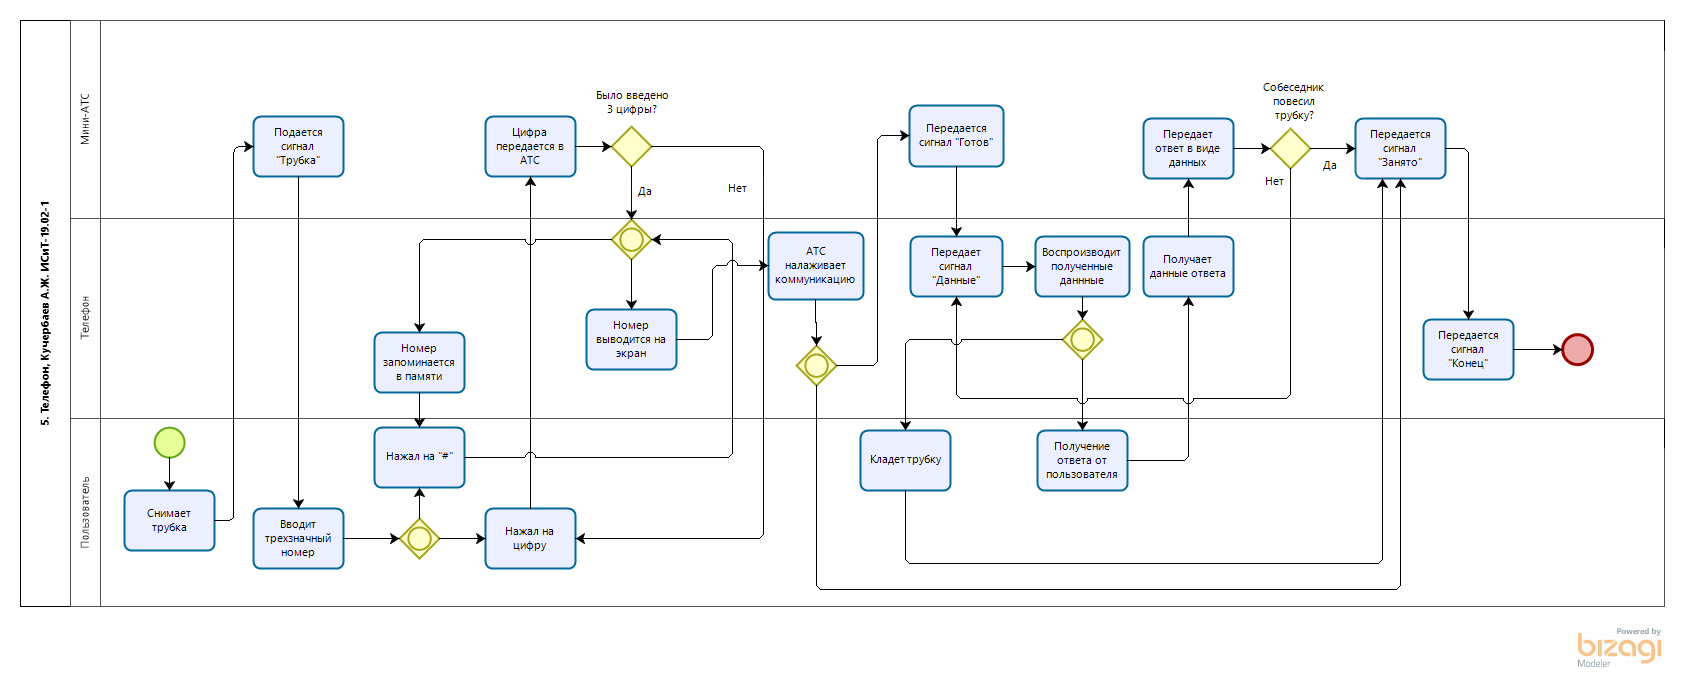 5. Телефон, Кучербаев А.Ж. ИСиТ-19.02-1
Мини-АТС
Подается
сигнал
"Трубка"
Цифра
передается в
АТС
Было введено
3 цифры?
Да
Нет
Передается
сигнал "Готов"
Передает
ответ в виде
данных
Собеседник
повесил
трубку?
Да
Нет
Передается
сигнал
"Занято"
Телефон
Номер
запоминается
в памяти
Номер
выводится на
экран
АТС
налаживает
коммуникацию
Передает
сигнал
"Данные"
Воспроизводит
полученные
даннные
Получает
данные ответа
Передается
сигнал
"Конец"
Пользователь
Снимает
трубка
Вводит
трехзначный
номер
Нажал на "#"
Нажал на
цифру
Кладет трубку
Получение
ответа от
пользователя
Powered by
bizagi
Modeler